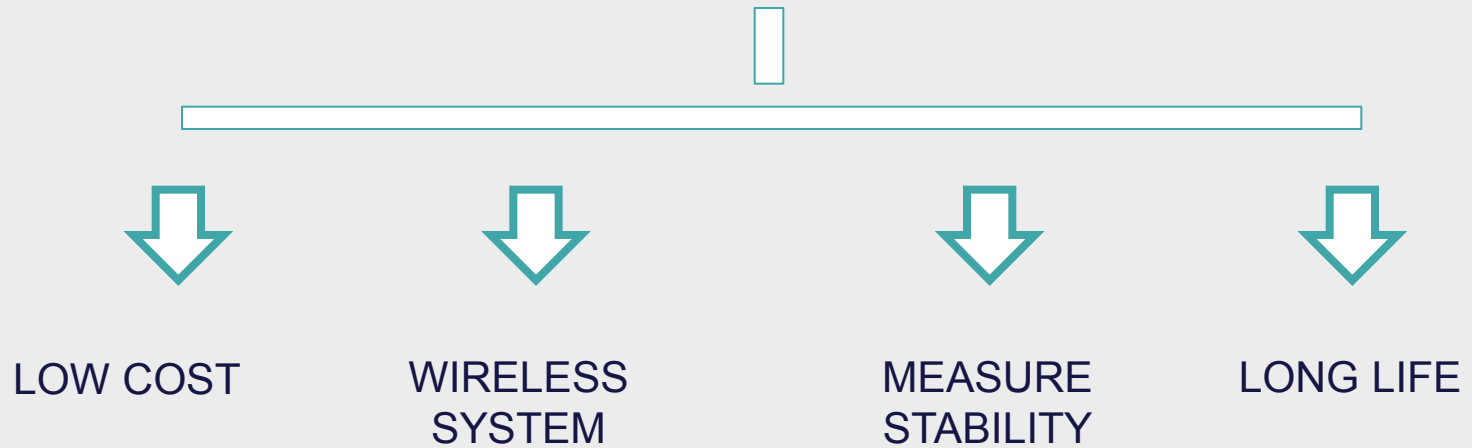 LOW COST
WIRELESS
SYSTEM
MEASURE
STABILITY
LONG LIFE